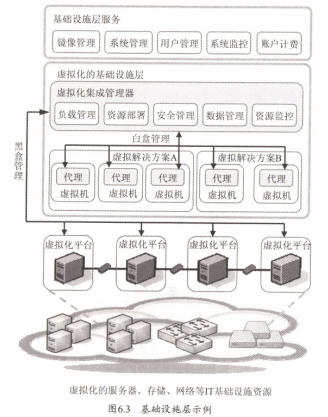 基础设施层服务
镜像管理 系统管理 用户管理 系统监控 账户计费
虚拟化的基础设施层
虚拟化集成管理器
负载管理 资源部署 安全管理 数据管理 资源监控
白盒管理
黑盒管理
虚拟解决方案A 虚拟解决方案B
代理 代理 代理 代理 代理
虚拟机 虚拟机 虚拟机 虚拟机 虚拟机
虚拟化平台 虚拟化平台 虚拟化平台 虚拟化平台
虚拟化的服务器、存储、网络等IT基础设施资源
图6.3 基础设施层示例